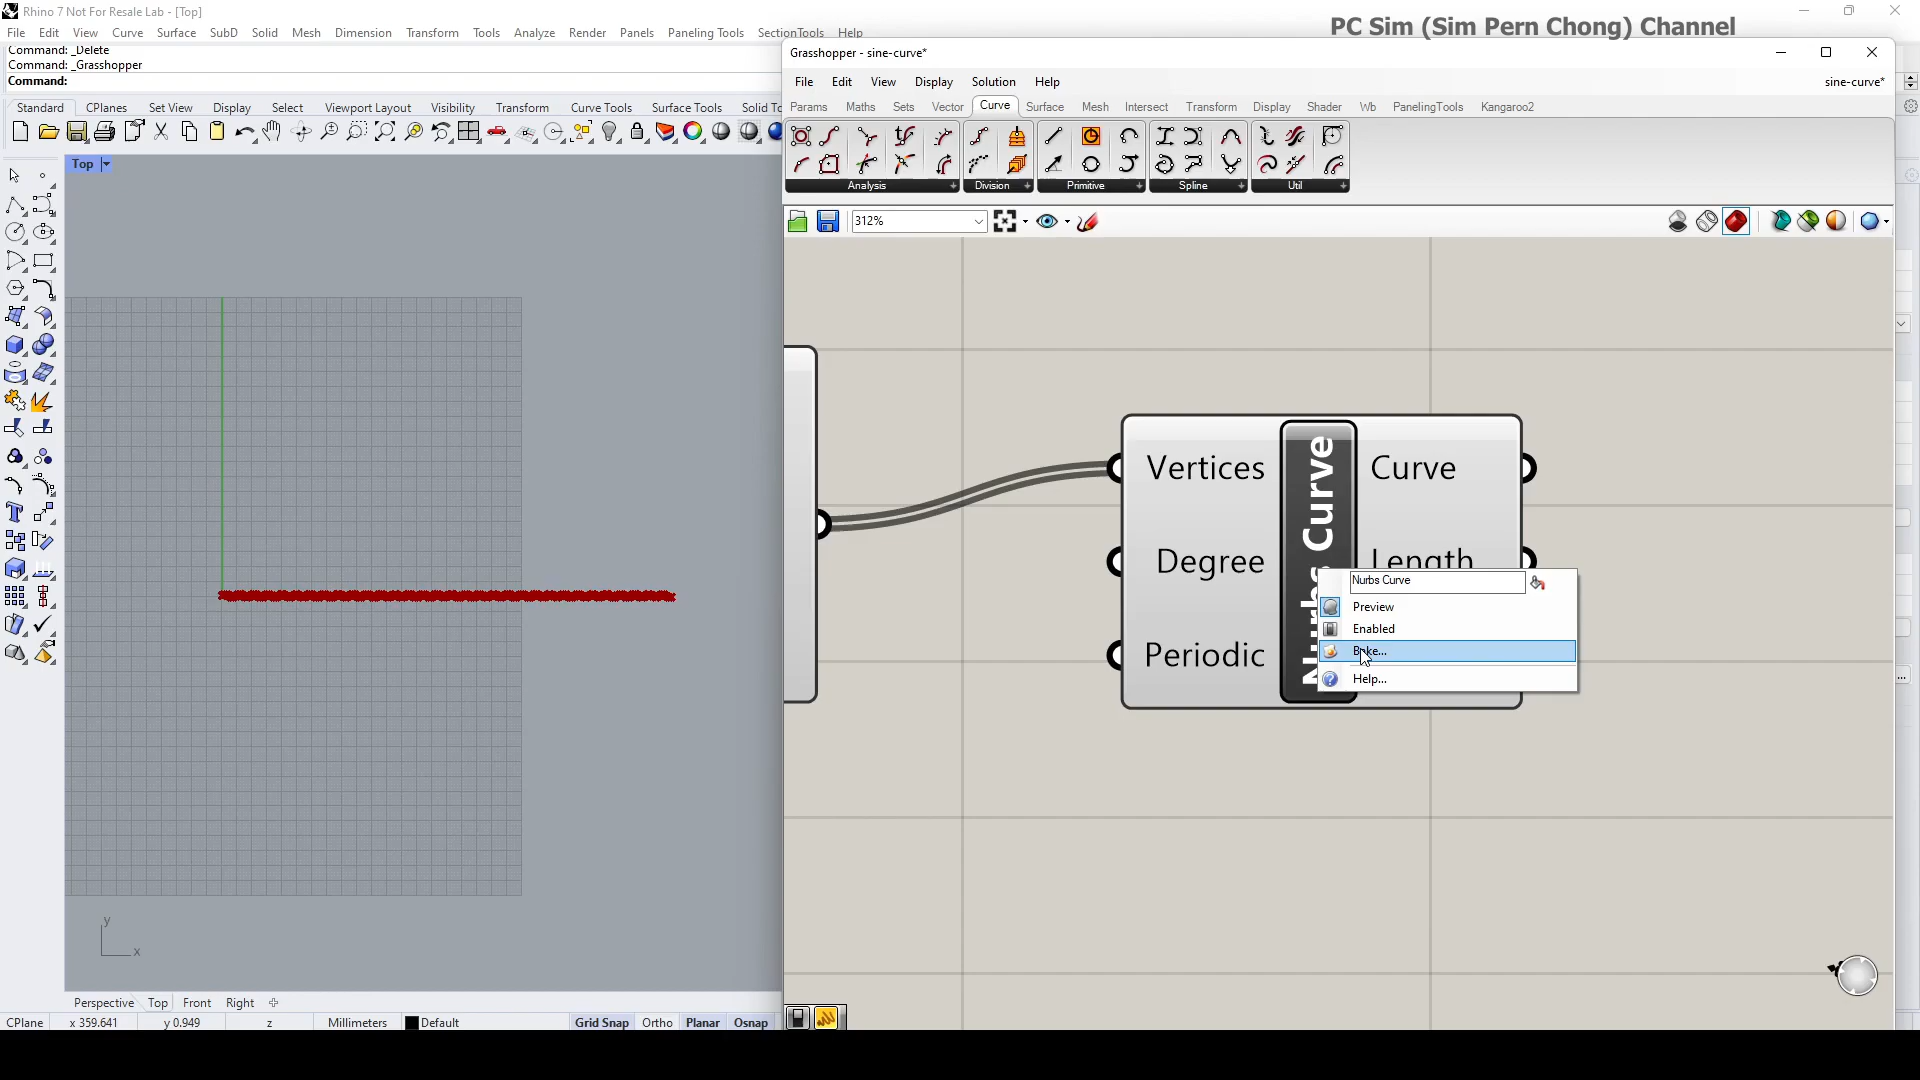 Rhino 7 Not For Resale Lab - [Top]
PC Sim (Sim Pern Chong) Channel
File Edit View Curve Surface SubD Solid Mesh Dimension Transform Tools Analyze Render Panels Paneling Tools SectionTools Help
Command: _Delete
Command: _Grasshopper
Command:
Standard CPlanes Set View Display Select Viewport Layout Visibility Transform Curve Tools Surface Tools Solid To
Top
Grasshopper - sine-curve*
File Edit View Display Solution Help
sine-curve*
Params Maths Sets Vector Curve Surface Mesh Intersect Transform Display Shader Wb PanelingTools Kangaroo2
Analysis Division Primitive Spline Util
312%
Vertices
Degree
Periodic
Nurbs Curve
Curve
Length
Nurbs Curve
Preview
Enabled
Bake...
Help...
y
x
Perspective Top Front Right
CPlane x 359.641 y 0.949 z Millimeters Default Grid Snap Ortho Planar Osnap